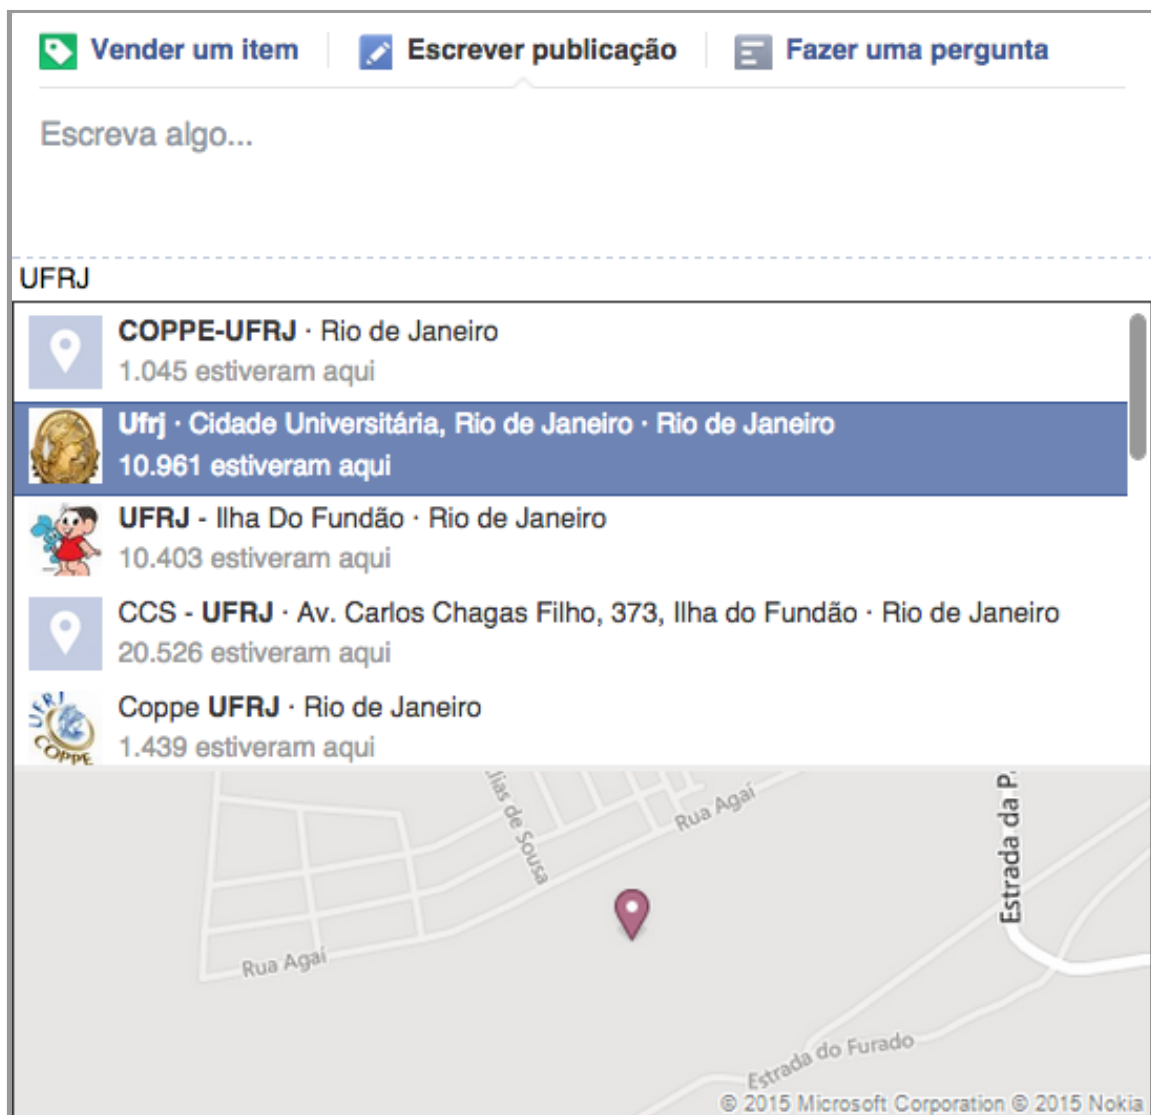 Vender um item
Escrever publicação
Fazer uma pergunta
Escreva algo...
UFRJ
COPPE-UFRJ · Rio de Janeiro
1.045 estiveram aqui
Ufrj · Cidade Universitária, Rio de Janeiro · Rio de Janeiro
10.961 estiveram aqui
UFRJ - Ilha Do Fundão · Rio de Janeiro
10.403 estiveram aqui
CCS - UFRJ · Av. Carlos Chagas Filho, 373, Ilha do Fundão · Rio de Janeiro
20.526 estiveram aqui
UFRJ
COPPE
Coppe UFRJ · Rio de Janeiro
1.439 estiveram aqui
de Sousa
Rua Agaí
Estrada da
Rua Agaí
Estrada do Furado
© 2015 Microsoft Corporation © 2015 Nokia